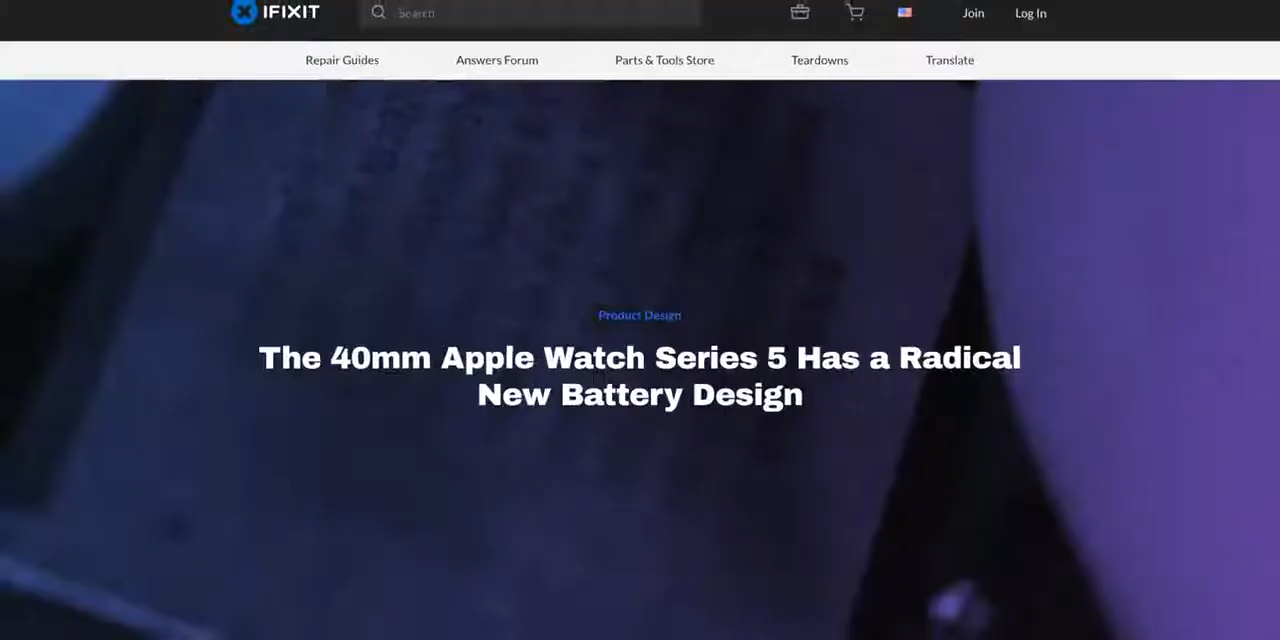 IFIXIT
Search
Join
Log In
Repair Guides
Answers Forum
Parts & Tools Store
Teardowns
Translate
Product Design
The 40mm Apple Watch Series 5 Has a Radical
New Battery Design